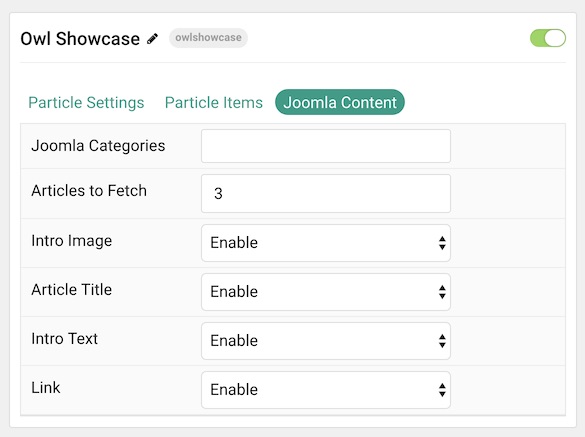 Owl Showcase owlshowcase
Particle Settings Particle Items Joomla Content
Joomla Categories
Articles to Fetch 3
Intro Image Enable
Article Title Enable
Intro Text Enable
Link Enable